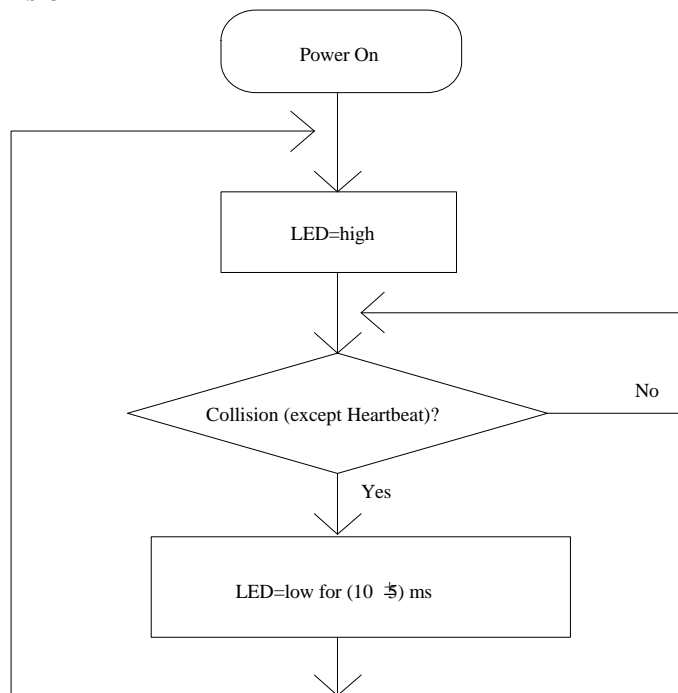 Power On
LED=high
No
Collision (except Heartbeat)?
Yes
LED=low for (10 ±5) ms